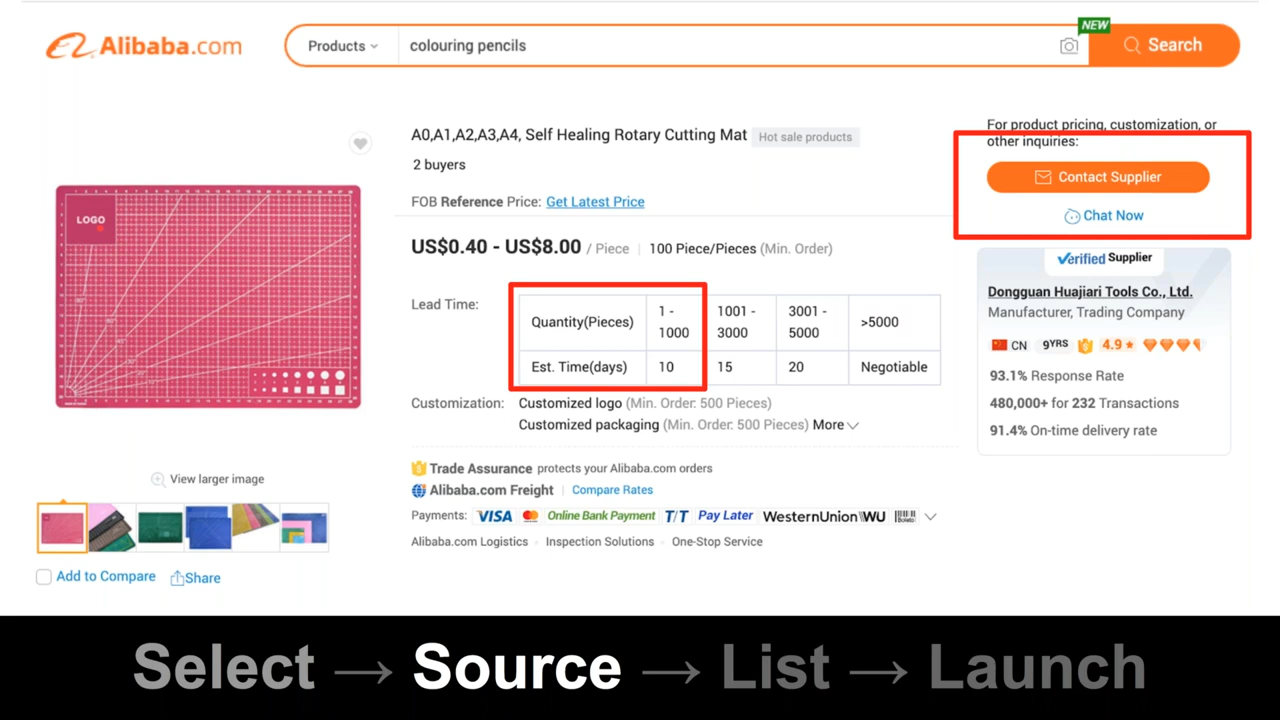 Alibaba.com
Products
colouring pencils
NEW
Search
A0,A1,A2,A3,A4, Self Healing Rotary Cutting Mat Hot sale products
2 buyers
FOB Reference Price: Get Latest Price
US$0.40 - US$8.00 / Piece 100 Piece/Pieces (Min. Order)
Lead Time:
Quantity(Pieces) 1 - 1000 1001 - 3000 3001 - 5000 >5000
Est. Time(days) 10 15 20 Negotiable
Customization: Customized logo (Min. Order: 500 Pieces)
Customized packaging (Min. Order: 500 Pieces) More
Trade Assurance protects your Alibaba.com orders
Alibaba.com Freight Compare Rates
Payments: VISA Online Bank Payment T/T Pay Later WesternUnion WU Boleto
Alibaba.com Logistics Inspection Solutions One-Stop Service
LOGO
View larger image
Add to Compare Share
For product pricing, customization, or
other inquiries:
Contact Supplier
Chat Now
Verified Supplier
Dongguan Huajiari Tools Co., Ltd.
Manufacturer, Trading Company
CN 9YRS 4.9
93.1% Response Rate
480,000+ for 232 Transactions
91.4% On-time delivery rate
Select → Source → List → Launch